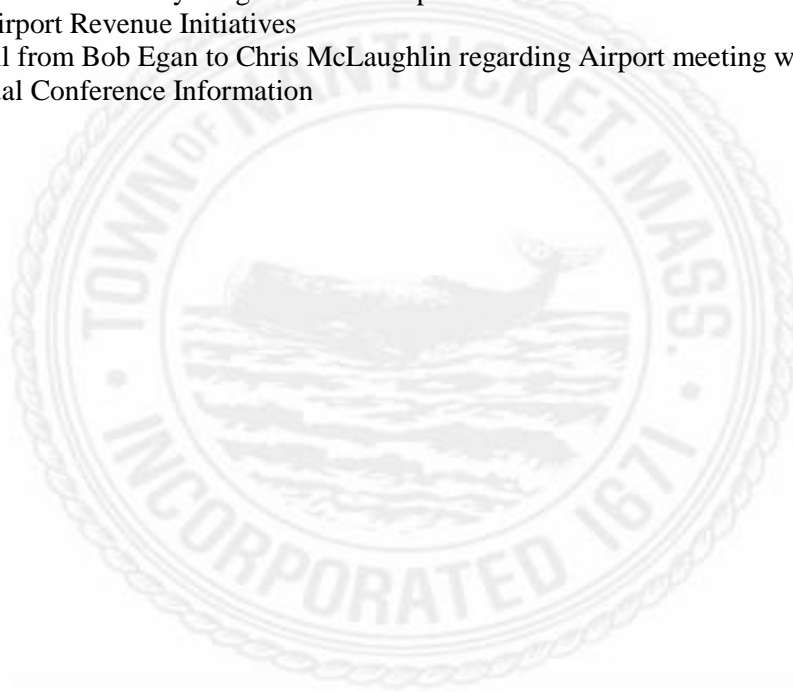 irport Revenue Initiatives
l from Bob Egan to Chris McLaughlin regarding Airport meeting w
al Conference Information
TOWN OF NANTUCKET, MASS.
• INCORPORATED 1671 •